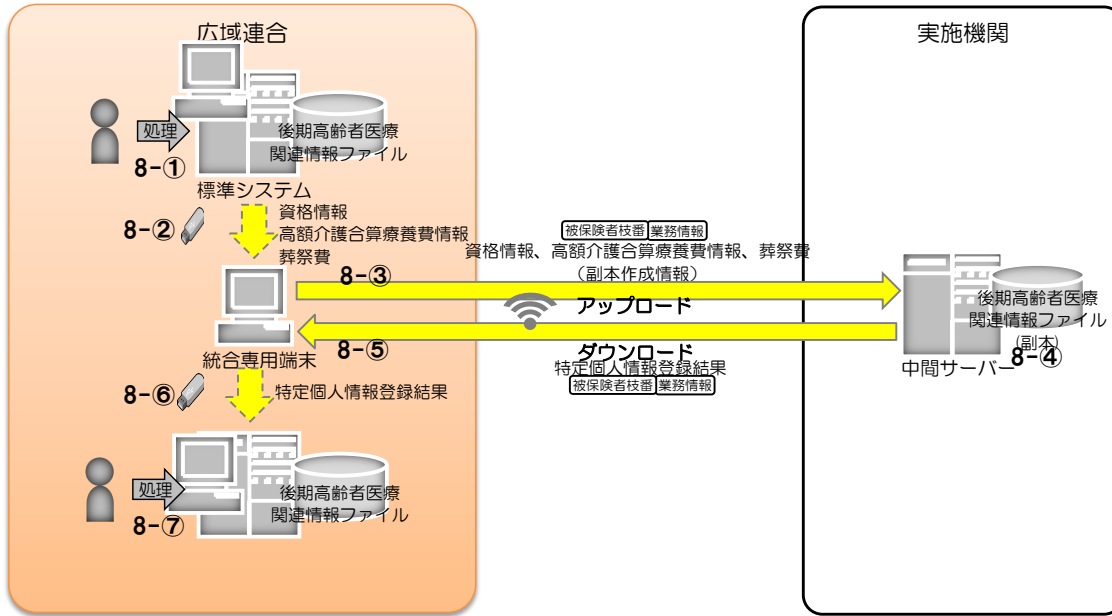 広域連合
実施機関
処理
8-①
後期高齢者医療
関連情報ファイル
標準システム
8-②
資格情報
高額介護合算療養費情報
葬祭費
被保険者枝番 業務情報
資格情報、高額介護合算療養費情報、葬祭費
(副本作成情報)
8-③
アップロード
後期高齢者医療
関連情報ファイル
(副本)
8-④
中間サーバー
統合専用端末
8-⑤
ダウンロード
特定個人情報登録結果
被保険者枝番 業務情報
8-⑥
特定個人情報登録結果
処理
8-⑦
後期高齢者医療
関連情報ファイル